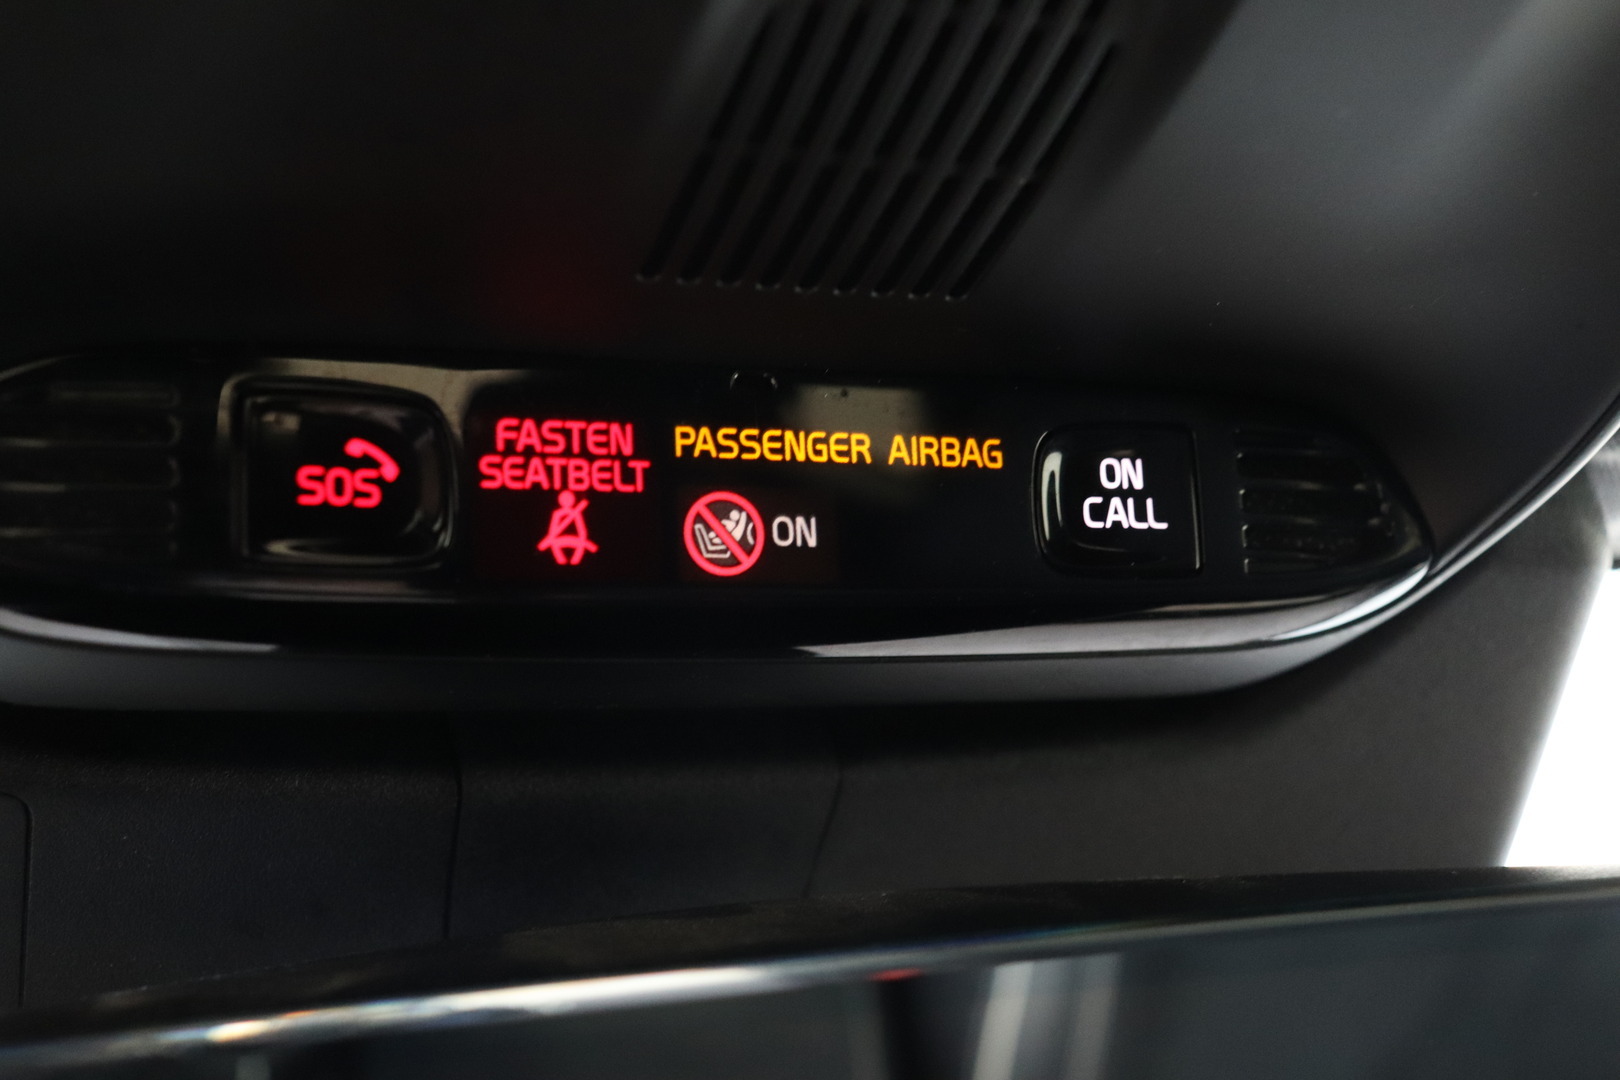 SOS
FASTEN
SEATBELT
PASSENGER AIRBAG
ON
ON
CALL